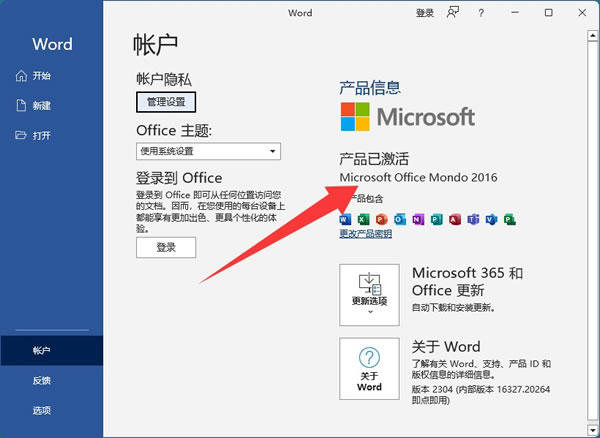 Word
登录
?
Word
开始
新建
打开
帐户
反馈
选项
帐户
帐户隐私
管理设置
Office 主题:
使用系统设置
登录到 Office
登录到 Office 即可从任何位置访问您
的文档。因而，在您使用的每台设备上
都能享有更加出色、更具个性化的体
验。
登录
产品信息
Microsoft
产品已激活
Microsoft Office Mondo 2016
产品包含
更改产品密钥
更新选项
Microsoft 365 和
Office 更新
自动下载和安装更新。
关于
Word
关于 Word
了解有关 Word、支持、产品 ID 和
版权信息的详细信息。
版本 2304 (内部版本 16327.20264
即点即用)